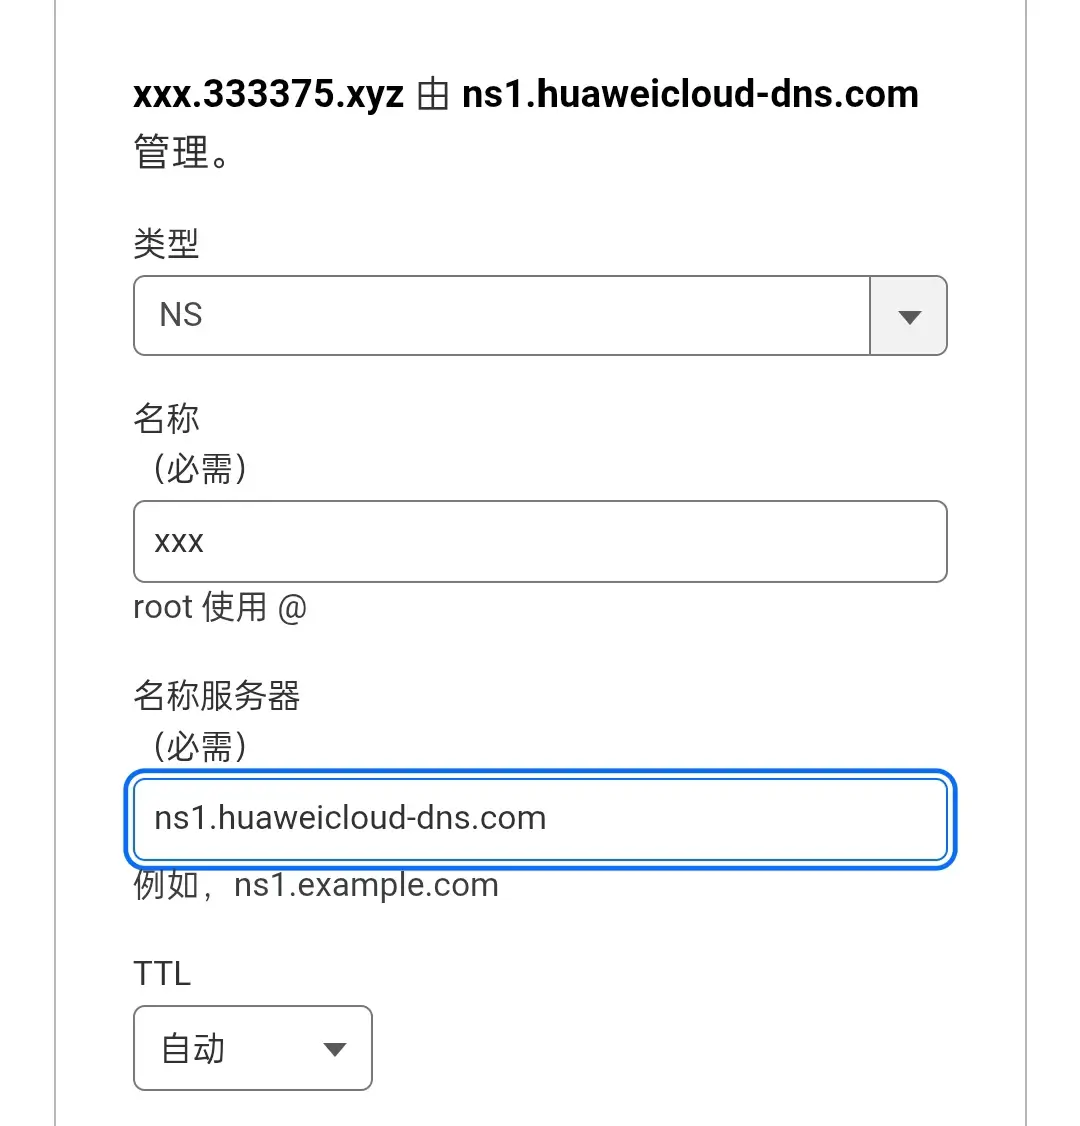 xxx.333375.xyz 由 ns1.huaweicloud-dns.com
管理。
类型
NS
名称
（必需）
xxx
root 使用 @
名称服务器
（必需）
ns1.huaweicloud-dns.com
例如，ns1.example.com
TTL
自动